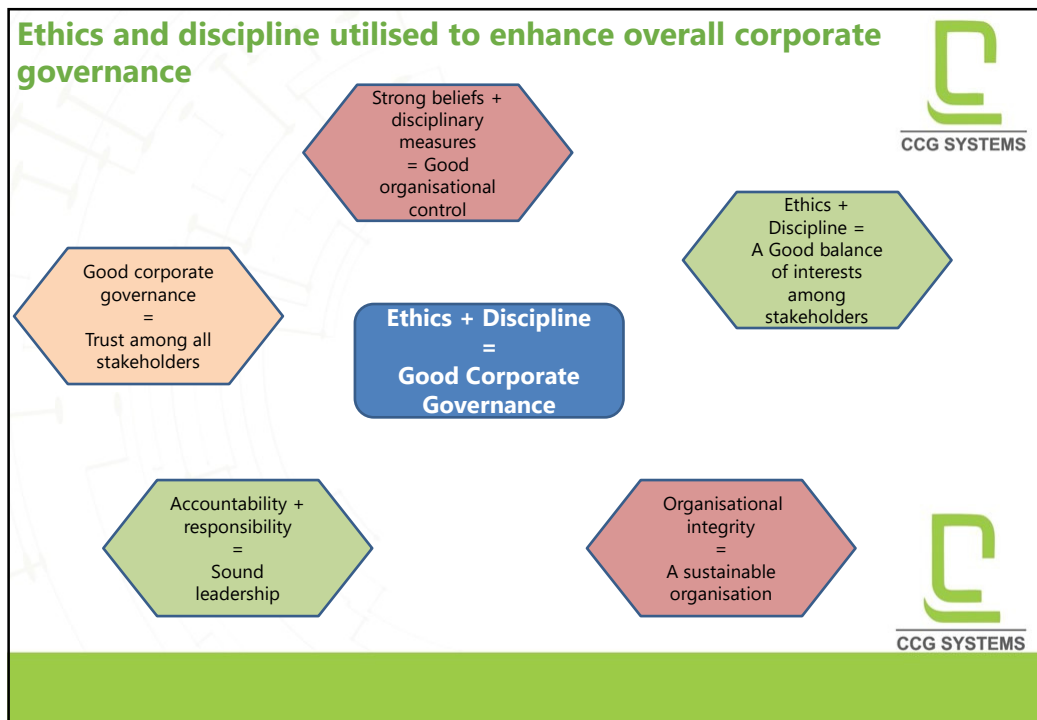 Ethics and discipline utilised to enhance overall corporate
governance
CCG SYSTEMS
Strong beliefs +
disciplinary
measures
= Good
organisational
control
Ethics +
Discipline =
A Good balance
of interests
among
stakeholders
Good corporate
governance
=
Trust among all
stakeholders
Ethics + Discipline
=
Good Corporate
Governance
Accountability +
responsibility
=
Sound
leadership
Organisational
integrity
=
A sustainable
organisation
CCG SYSTEMS